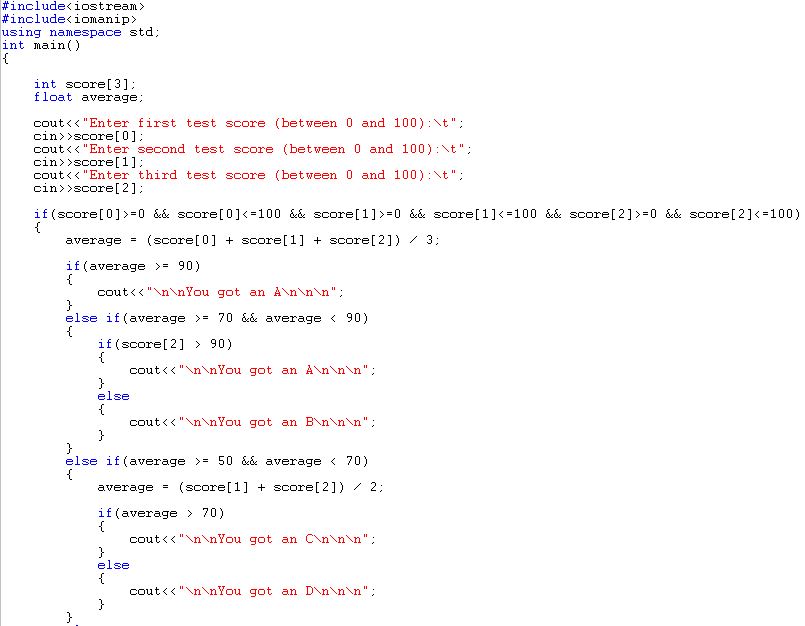 #include<iostream>
#include<iomanip>
using namespace std;
int main()
{
int score[3];
float average;
cout<<"Enter first test score (between 0 and 100):\t";
cin>>score[0];
cout<<"Enter second test score (between 0 and 100):\t";
cin>>score[1];
cout<<"Enter third test score (between 0 and 100):\t";
cin>>score[2];
if(score[0]>=0 && score[0]<=100 && score[1]>=0 && score[1]<=100 && score[2]>=0 && score[2]<=100)
{
average = (score[0] + score[1] + score[2]) / 3;
if(average >= 90)
{
cout<<"\n\nYou got an A\n\n\n";
}
else if(average >= 70 && average < 90)
{
if(score[2] > 90)
{
cout<<"\n\nYou got an A\n\n\n";
}
else
{
cout<<"\n\nYou got an B\n\n\n";
}
}
else if(average >= 50 && average < 70)
{
average = (score[1] + score[2]) / 2;
if(average > 70)
{
cout<<"\n\nYou got an C\n\n\n";
}
else
{
cout<<"\n\nYou got an D\n\n\n";
}
}